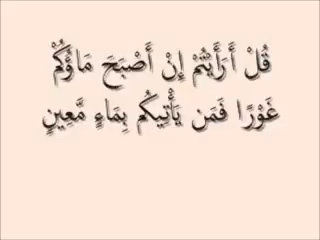 قُلْ أَرَأَيْتُمْ إِنْ أَصْبَحَ مَاؤُكُمْ
غَوْرًا فَمَن يَأْتِيكُم بِمَاءٍ مَّعِينٍ